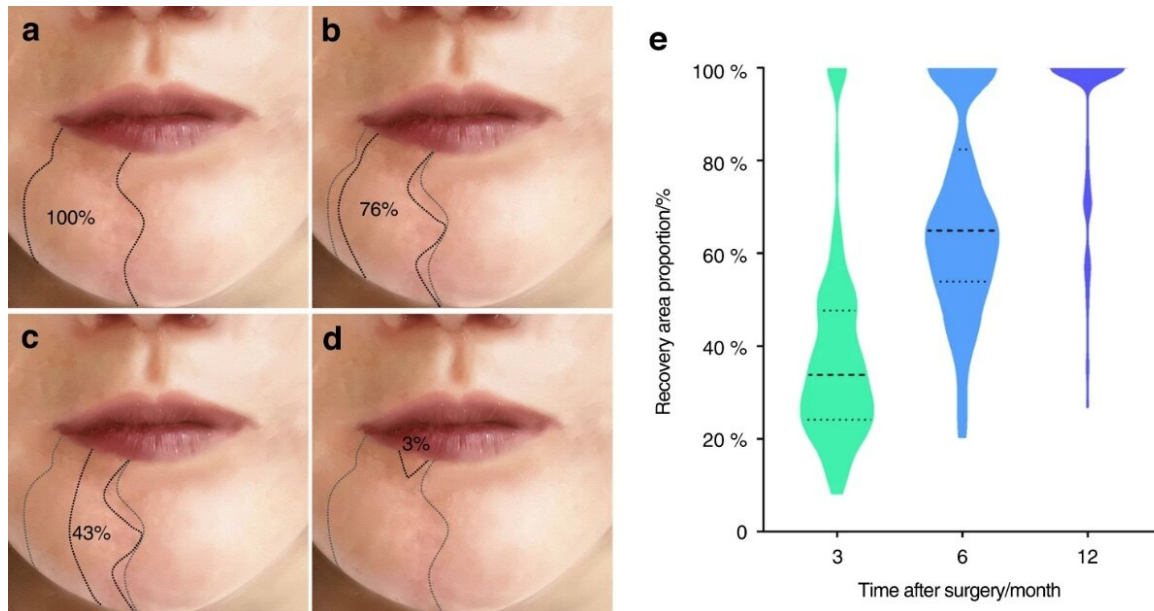 a
b
100%
76%
c
d
43%
3%
e
100 %
80 %
60 %
40 %
20 %
0
Recovery area proportion/%
3
6
12
Time after surgery/month